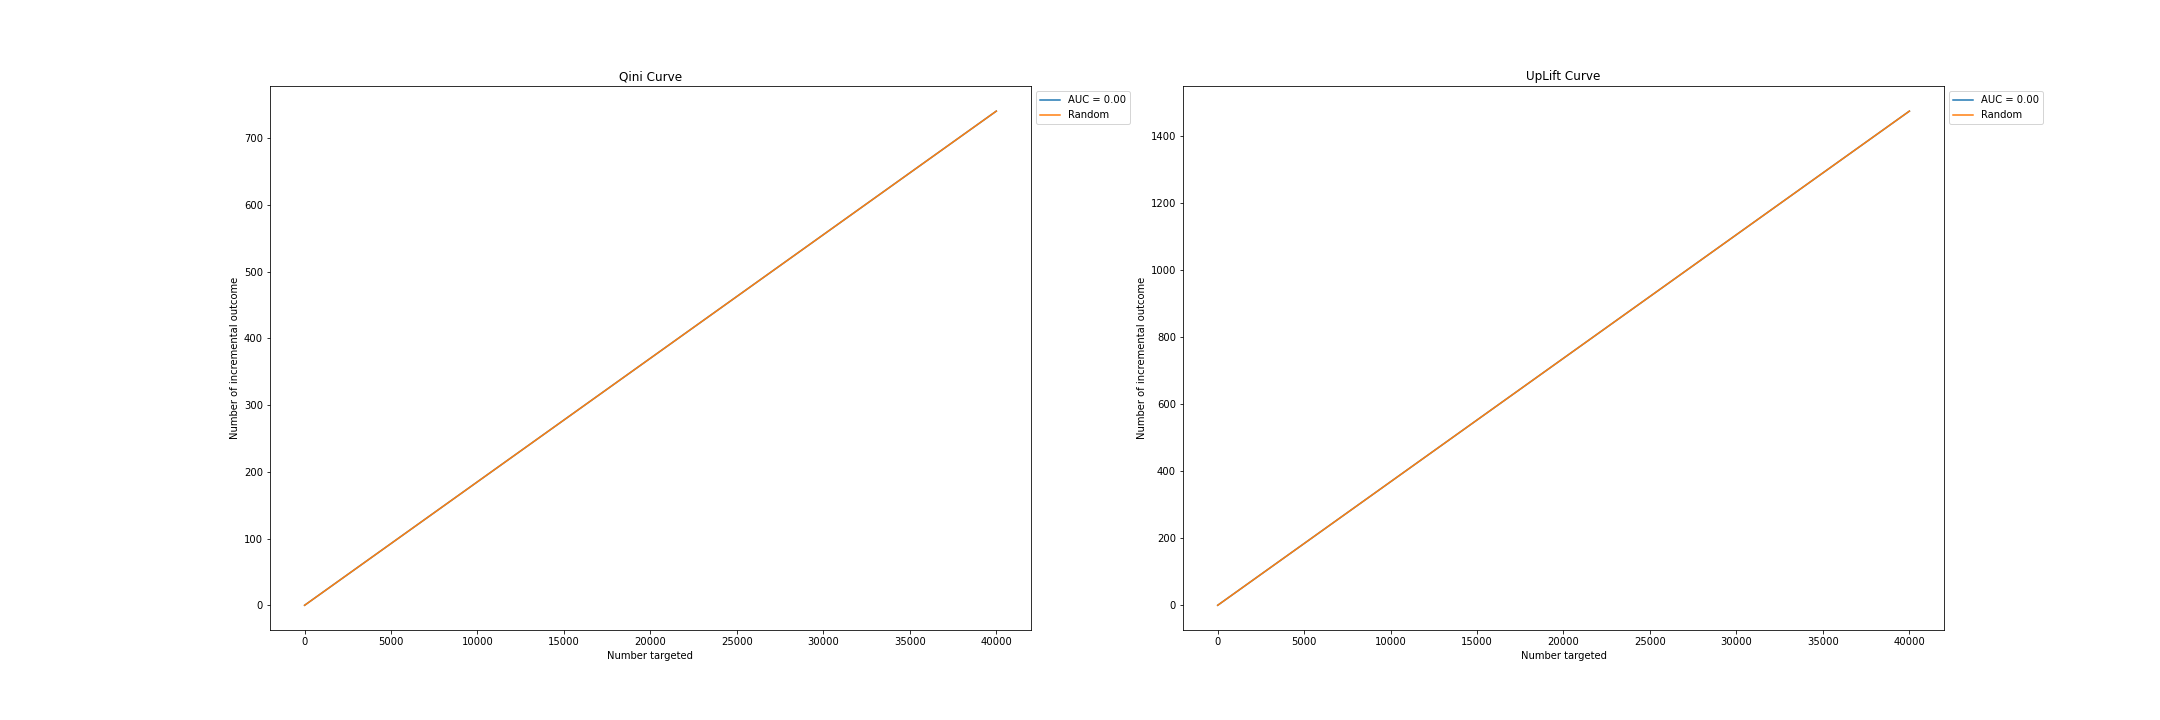 Qini Curve
AUC = 0.00
Random
700
600
500
400
300
200
100
0
Number of incremental outcome
0 5000 10000 15000 20000 25000 30000 35000 40000
Number targeted
UpLift Curve
AUC = 0.00
Random
1400
1200
1000
800
600
400
200
0
Number of incremental outcome
0 5000 10000 15000 20000 25000 30000 35000 40000
Number targeted